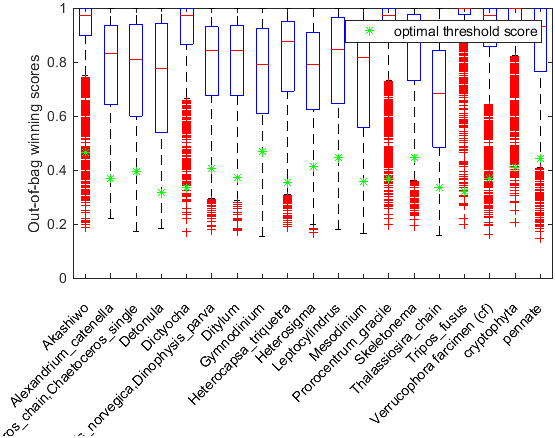 1
0.8
0.6
0.4
0.2
0
Out-of-bag winning scores
optimal threshold score
Akashiwo
Alexandrium_catenella
ros_chain,Chaetoceros_single
Detonula
Dictyocha
s_norvegica,Dinophysis_parva
Ditylum
Gymnodinium
Heterocapsa_triquetra
Heterosigma
Leptocylindrus
Mesodinium
Prorocentrum_gracile
Skeletonema
Thalassiosira_chain
Tripos_fusus
Verrucophora farcimen (cf)
cryptophyta
pennate